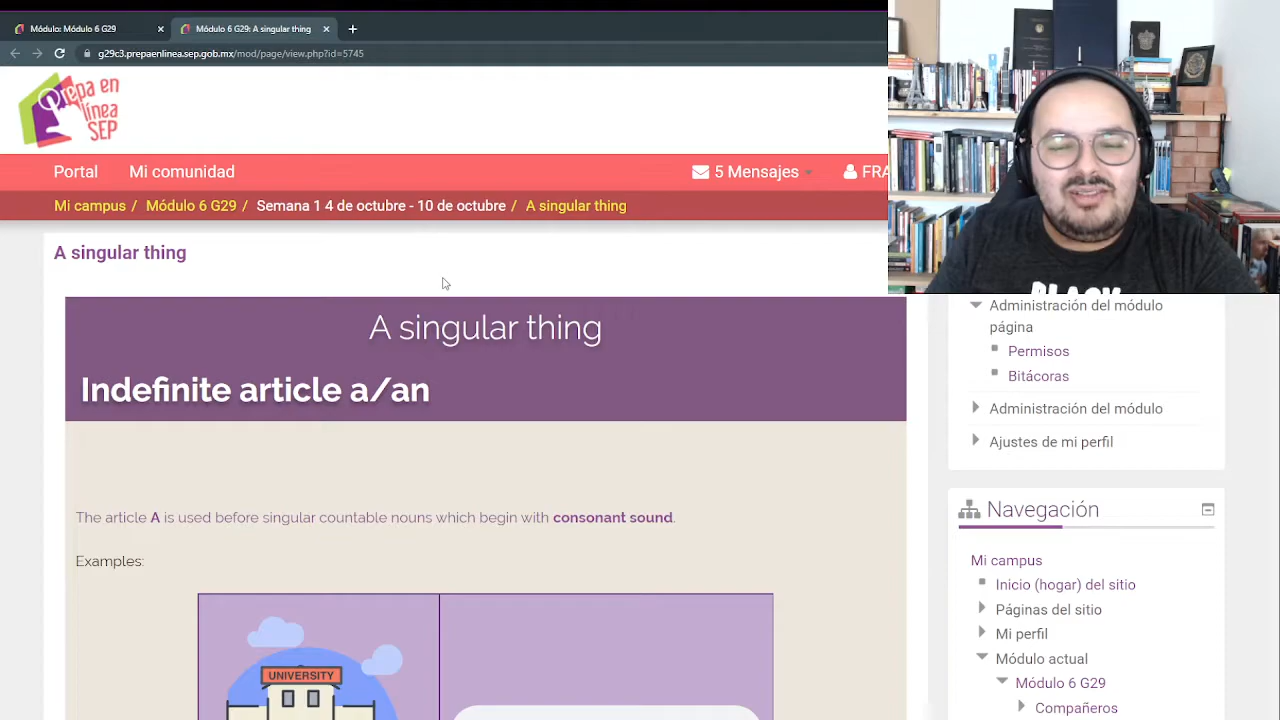 Módulo: Módulo 6 G29
Módulo 6 G29: A singular thing
g29c3.prepaenlinea.sep.gob.mx/mod/page/view.php?id=5745
Prepa en
línea
SEP
Portal
Mi comunidad
5 Mensajes
FRA
Mi campus / Módulo 6 G29 / Semana 1 4 de octubre - 10 de octubre / A singular thing
A singular thing
A singular thing
Indefinite article a/an
The article A is used before singular countable nouns which begin with consonant sound.
Examples:
UNIVERSITY
BLACK
Administración del módulo
página
Permisos
Bitácoras
Administración del módulo
Ajustes de mi perfil
Navegación
Mi campus
Inicio (hogar) del sitio
Páginas del sitio
Mi perfil
Módulo actual
Módulo 6 G29
Compañeros